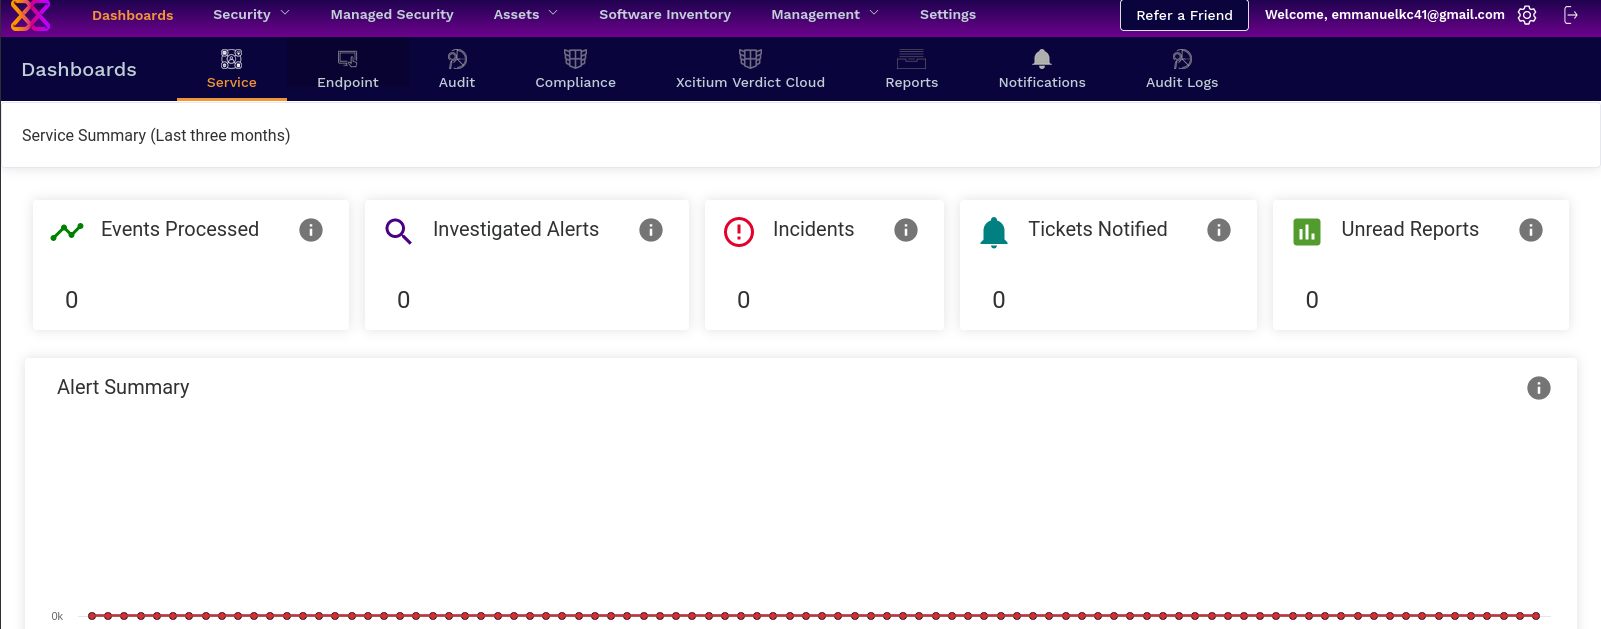 Dashboards Security Managed Security Assets Software Inventory Management Settings Refer a Friend Welcome, emmanuelkc41@gmail.com
Dashboards Service Endpoint Audit Compliance Xcitium Verdict Cloud Reports Notifications Audit Logs
Service Summary (Last three months)
Events Processed Investigated Alerts Incidents Tickets Notified Unread Reports
0 0 0 0 0
Alert Summary
0k